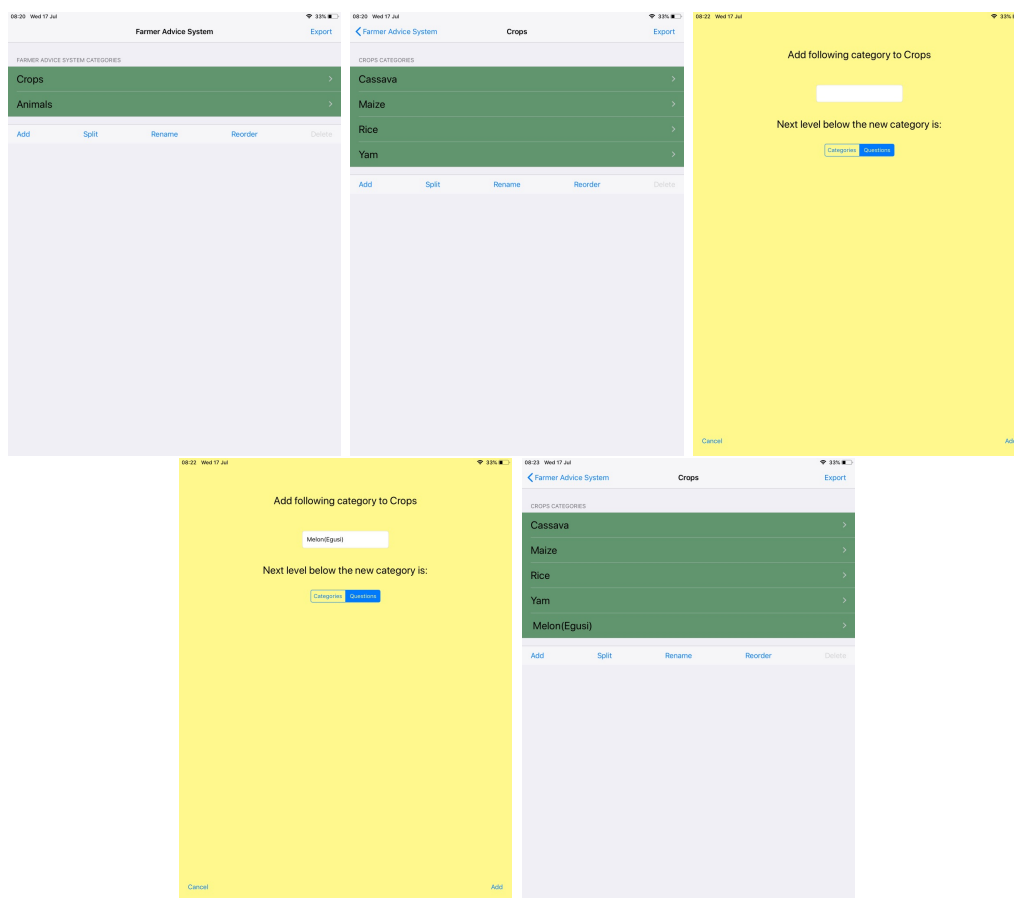 08:20 Wed 17 Jul 33%
Farmer Advice System Export
FARMER ADVICE SYSTEM CATEGORIES
Crops
Animals
Add Split Rename Reorder Delete
08:20 Wed 17 Jul 33%
Farmer Advice System Crops Export
CROPS CATEGORIES
Cassava
Maize
Rice
Yam
Add Split Rename Reorder Delete
08:22 Wed 17 Jul 33%
Add following category to Crops
Next level below the new category is:
Categories Questions
Cancel Add
08:22 Wed 17 Jul 33%
Add following category to Crops
Melon(Egusi)
Next level below the new category is:
Categories Questions
Cancel Add
08:23 Wed 17 Jul 33%
Farmer Advice System Crops Export
CROPS CATEGORIES
Cassava
Maize
Rice
Yam
Melon(Egusi)
Add Split Rename Reorder Delete